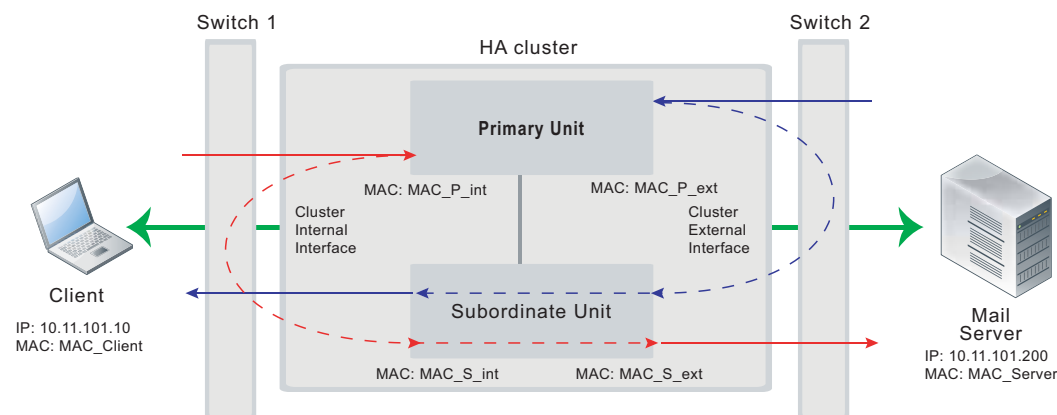 Switch 1
Switch 2
HA cluster
Primary Unit
MAC: MAC_P_int
MAC: MAC_P_ext
Cluster
Internal
Interface
Cluster
External
Interface
Client
IP: 10.11.101.10
MAC: MAC_Client
Subordinate Unit
MAC: MAC_S_int
MAC: MAC_S_ext
Mail
Server
IP: 10.11.101.200
MAC: MAC_Server